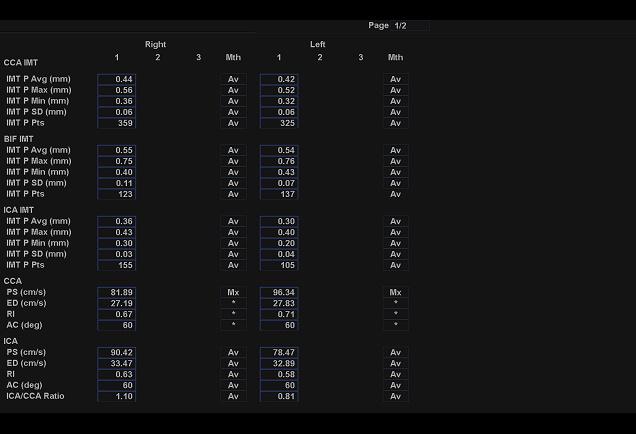 Page 1/2
Right Left
1 2 3 Mth 1 2 3 Mth
CCA IMT
IMT P Avg (mm) 0.44 Av 0.42 Av
IMT P Max (mm) 0.56 Av 0.52 Av
IMT P Min (mm) 0.36 Av 0.32 Av
IMT P SD (mm) 0.06 Av 0.06 Av
IMT P Pts 359 Av 325 Av
BIF IMT
IMT P Avg (mm) 0.55 Av 0.54 Av
IMT P Max (mm) 0.75 Av 0.76 Av
IMT P Min (mm) 0.40 Av 0.43 Av
IMT P SD (mm) 0.11 Av 0.07 Av
IMT P Pts 123 Av 137 Av
ICA IMT
IMT P Avg (mm) 0.36 Av 0.30 Av
IMT P Max (mm) 0.43 Av 0.40 Av
IMT P Min (mm) 0.30 Av 0.20 Av
IMT P SD (mm) 0.03 Av 0.04 Av
IMT P Pts 155 Av 105 Av
CCA
PS (cm/s) 81.89 Mx 96.34 Mx
ED (cm/s) 27.19 * 27.83 *
RI 0.67 * 0.71 *
AC (deg) 60 * 60 *
ICA
PS (cm/s) 90.42 Av 78.47 Av
ED (cm/s) 33.47 Av 32.89 Av
RI 0.63 Av 0.58 Av
AC (deg) 60 Av 60 Av
ICA/CCA Ratio 1.10 Av 0.81 Av